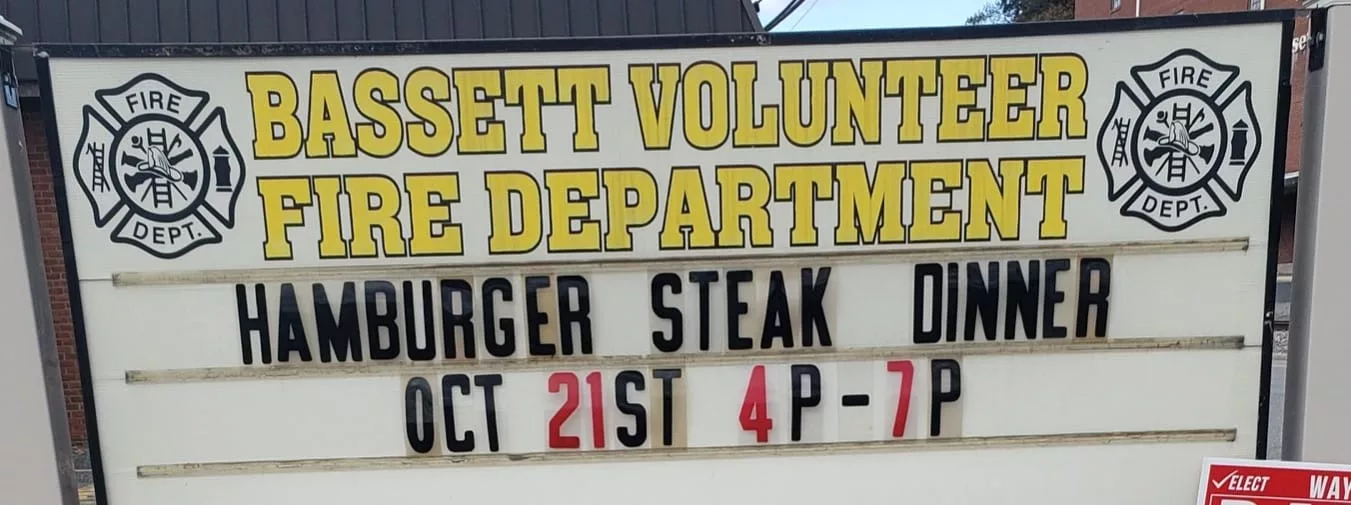 BASSETT VOLUNTEER
FIRE DEPARTMENT
FIRE
DEPT.
FIRE
DEPT.
HAMBURGER STEAK DINNER
OCT 21ST 4P-7P
ELECT WAY